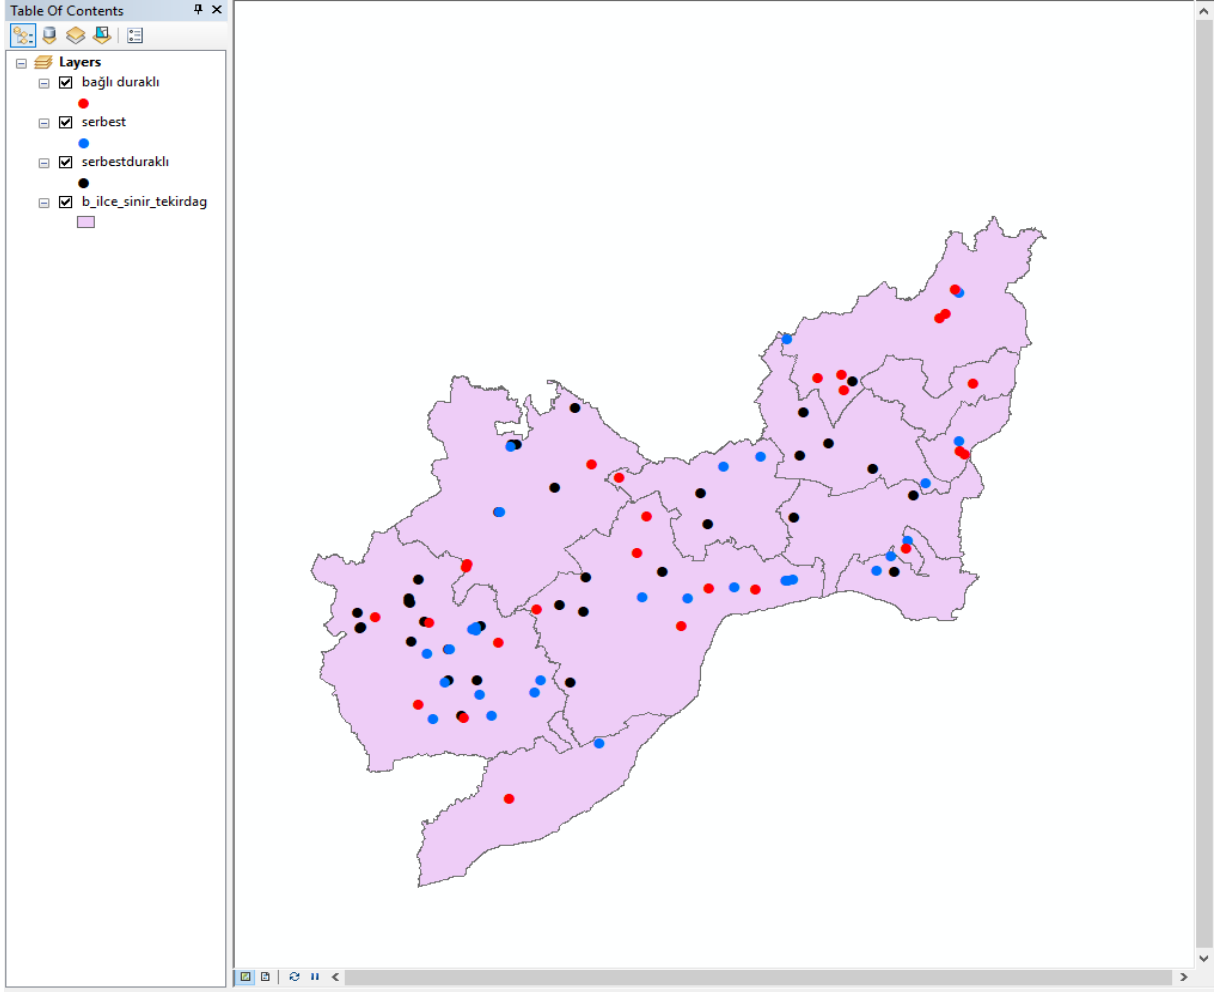 Table Of Contents
Layers
bağlı duraklı
serbest
serbestduraklı
b_ilce_sinir_tekirdag